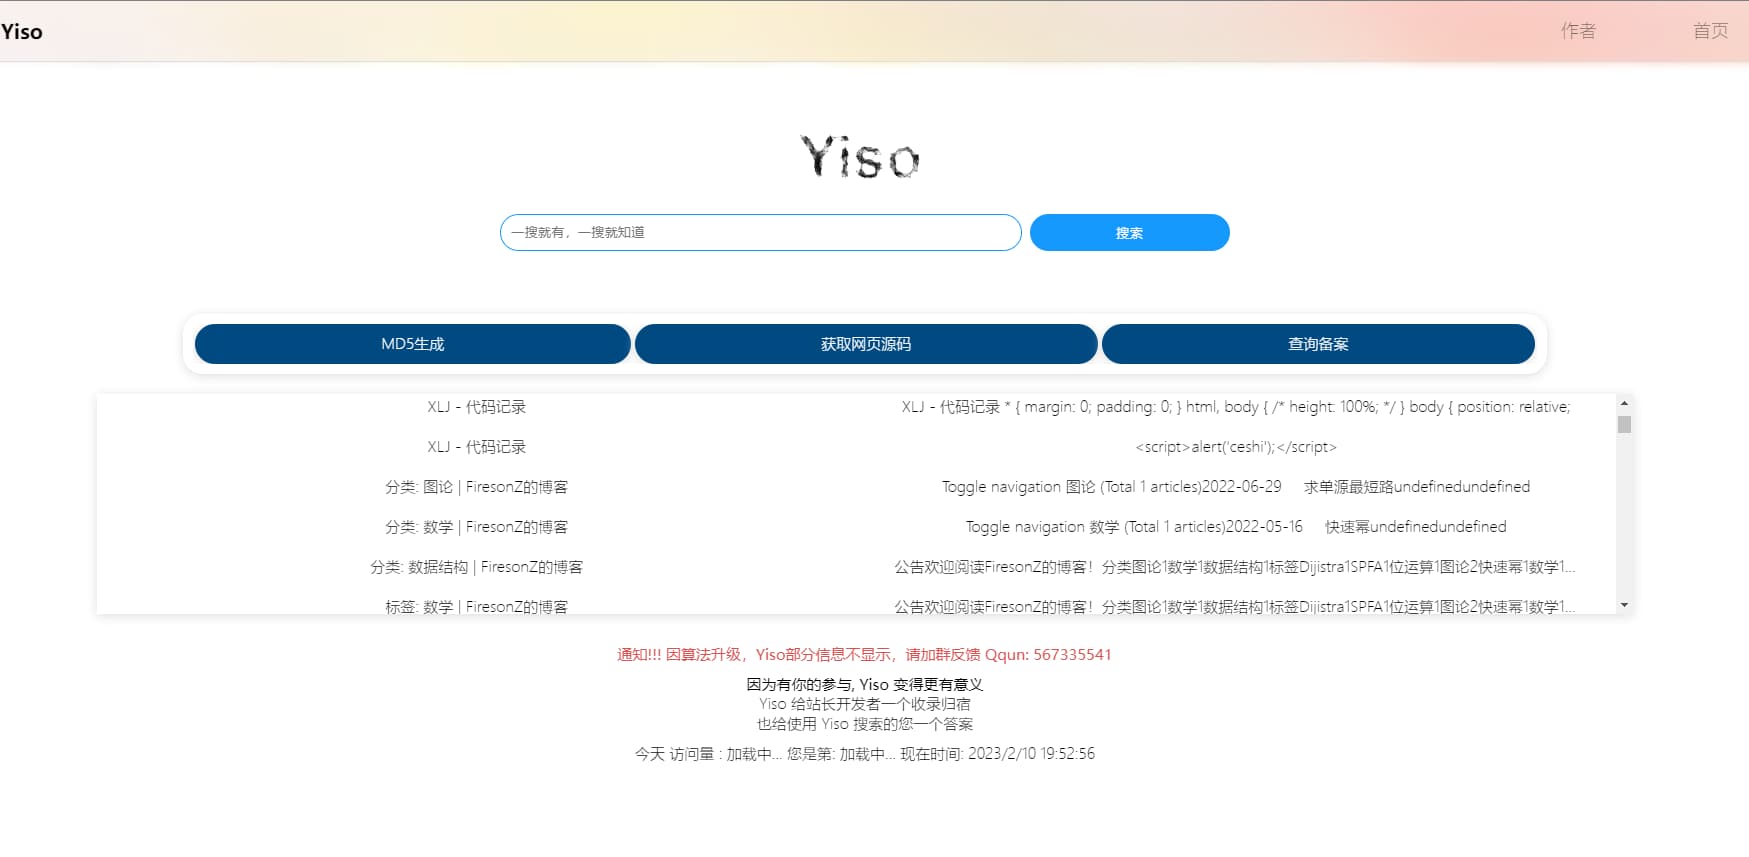 Yiso
作者 首页
Yiso
一搜就有，一搜就知道 搜索
MD5生成 获取网页源码 查询备案
XLJ - 代码记录 XLJ - 代码记录 * { margin: 0; padding: 0; } html, body { /* height: 100%; */ } body { position: relative;
XLJ - 代码记录 <script>alert('ceshi');</script>
分类: 图论 | FiresonZ的博客 Toggle navigation 图论 (Total 1 articles)2022-06-29 求单源最短路undefinedundefined
分类: 数学 | FiresonZ的博客 Toggle navigation 数学 (Total 1 articles)2022-05-16 快速幂undefinedundefined
分类: 数据结构 | FiresonZ的博客 公告欢迎阅读FiresonZ的博客！分类图论1数学1数据结构1标签Dijistra1SPFA1位运算1图论2快速幂1数学1...
标签: 数学 | FiresonZ的博客 公告欢迎阅读FiresonZ的博客！分类图论1数学1数据结构1标签Dijistra1SPFA1位运算1图论2快速幂1数学1...
通知!!! 因算法升级，Yiso部分信息不显示，请加群反馈 Qqun: 567335541
因为有你的参与, Yiso 变得更有意义
Yiso 给站长开发者一个收录归宿
也给使用 Yiso 搜索的您一个答案
今天 访问量 : 加载中... 您是第: 加载中... 现在时间: 2023/2/10 19:52:56